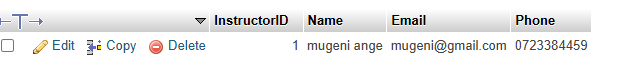 InstructorID Name Email Phone
Edit Copy Delete 1 mugeni ange mugeni@gmail.com 0723384459